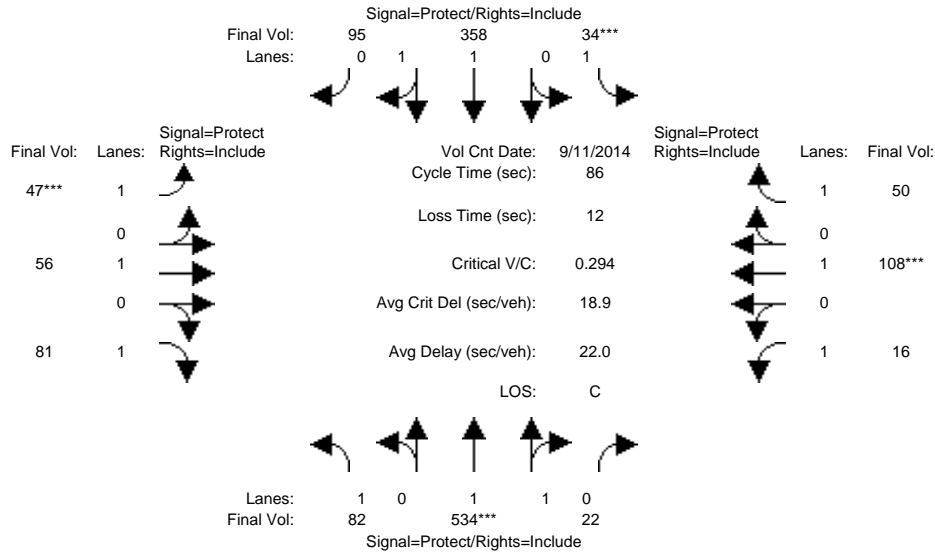 Signal=Protect/Rights=Include
Final Vol: 95 358 34***
Lanes: 0 1 1 0 1
Signal=Protect Signal=Protect
Final Vol: Lanes: Rights=Include Vol Cnt Date: 9/11/2014 Rights=Include Lanes: Final Vol:
Cycle Time (sec): 86
47*** 1 1 50
Loss Time (sec): 12
0 0
56 1 Critical V/C: 0.294 1 108***
0 Avg Crit Del (sec/veh): 18.9 0
81 1 Avg Delay (sec/veh): 22.0 1 16
LOS: C
Lanes: 1 0 1 1 0
Final Vol: 82 534*** 22
Signal=Protect/Rights=Include